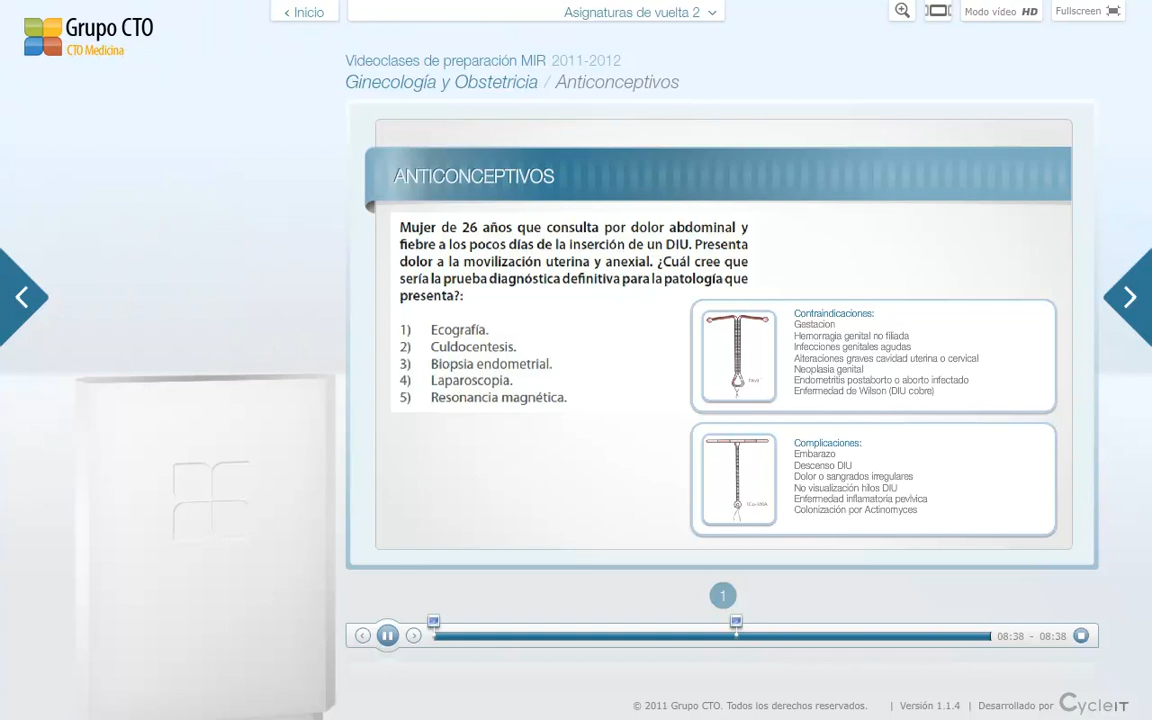 Grupo CTO
CTO Medicina
‹ Inicio
Asignaturas de vuelta 2
Modo vídeo HD
Fullscreen
Videoclases de preparación MIR 2011-2012
Ginecología y Obstetricia / Anticonceptivos
ANTICONCEPTIVOS
Mujer de 26 años que consulta por dolor abdominal y
fiebre a los pocos días de la inserción de un DIU. Presenta
dolor a la movilización uterina y anexial. ¿Cuál cree que
sería la prueba diagnóstica definitiva para la patología que
presenta?:
1) Ecografía.
2) Culdocentesis.
3) Biopsia endometrial.
4) Laparoscopia.
5) Resonancia magnética.
Contraindicaciones:
Gestacion
Hemorragia genital no filiada
Infecciones genitales agudas
Alteraciones graves cavidad uterina o cervical
Neoplasia genital
Endometritis postaborto o aborto infectado
Enfermedad de Wilson (DIU cobre)
Complicaciones:
Embarazo
Descenso DIU
Dolor o sangrados irregulares
No visualización hilos DIU
Enfermedad inflamatoria pevlvica
Colonización por Actinomyces
1
08:38 - 08:38
© 2011 Grupo CTO. Todos los derechos reservados. | Versión 1.1.4 | Desarrollado por CycleIT